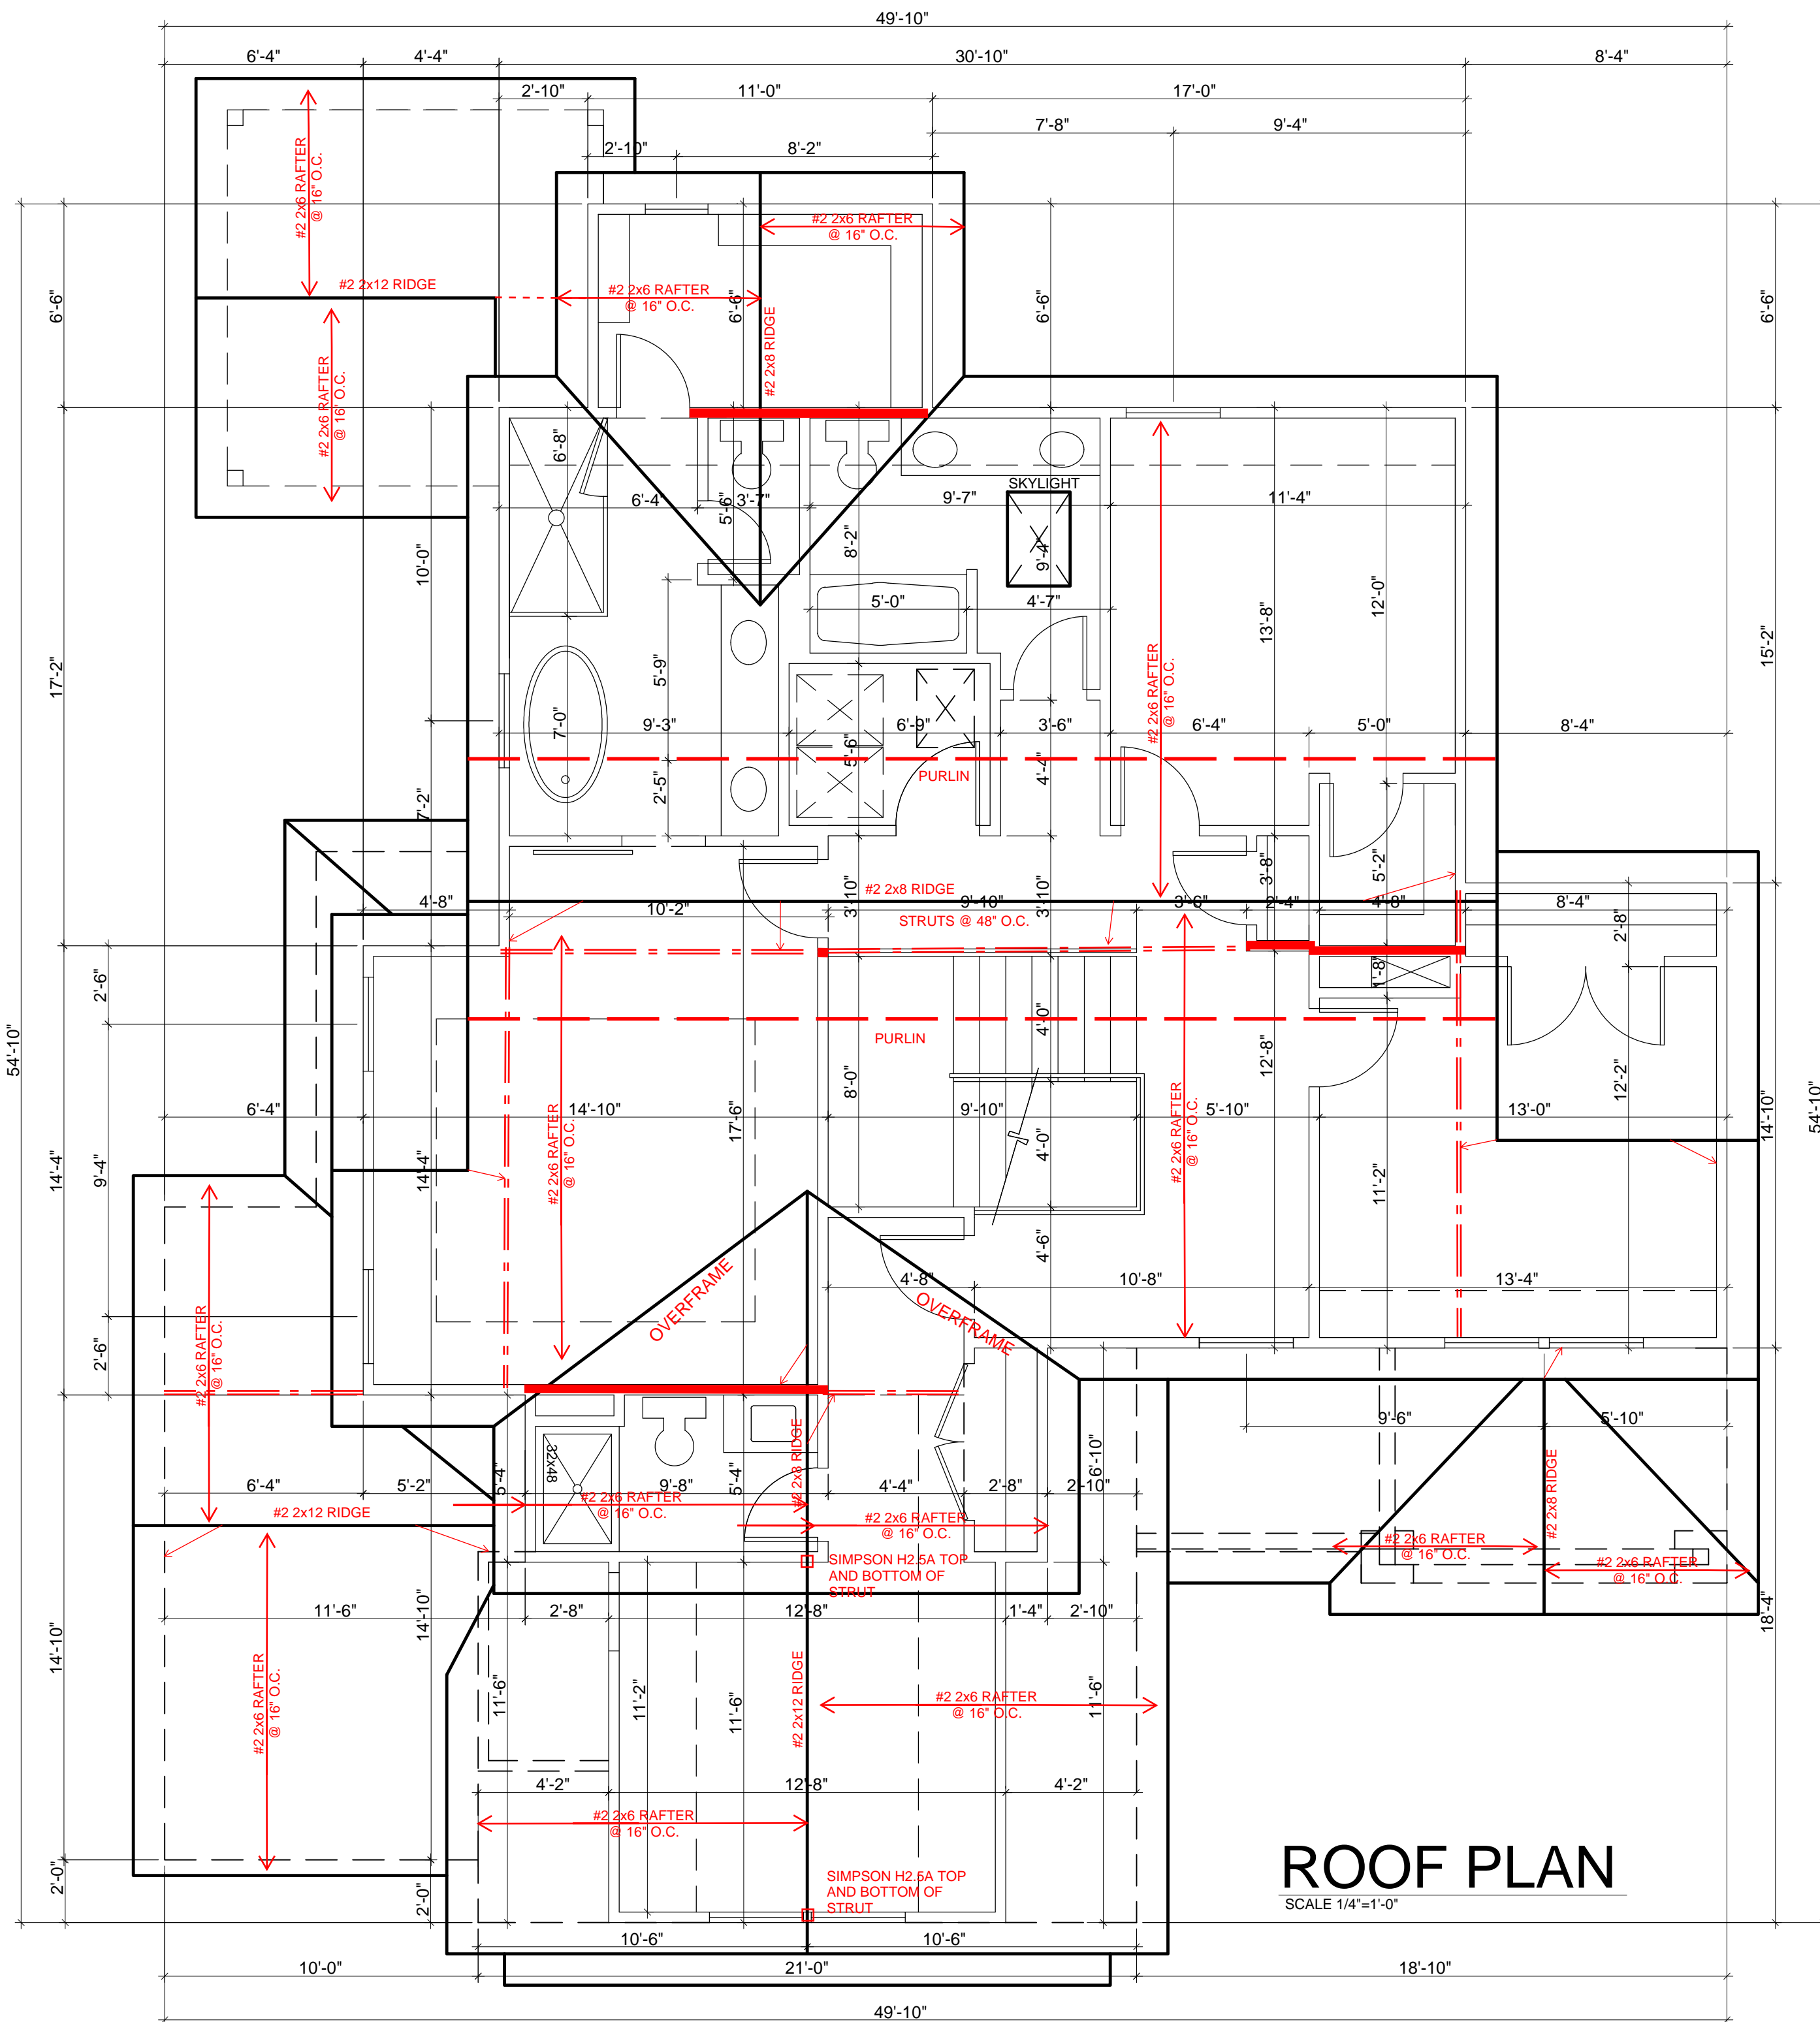 49'-10"
6'-4" 4'-4" 30'-10" 8'-4"
2'-10" 11'-0" 17'-0"
7'-8" 9'-4"
2'-10" 8'-2"
#2 2x6 RAFTER
@ 16" O.C.
#2 2x6 RAFTER
@ 16" O.C.
#2 2x12 RIDGE
#2 2x6 RAFTER
@ 16" O.C.
6'-6"
6'-6"
6'-6"
6'-6"
#2 2x8 RIDGE
#2 2x6 RAFTER
@ 16" O.C.
6'-8"
6'-4" 5'-6" 3'-7" 9'-7" 11'-4"
SKYLIGHT
10'-0"
8'-2"
9'-4"
5'-0" 4'-7"
13'-8"
12'-0"
15'-2"
17'-2"
5'-9"
7'-0"
#2 2x6 RAFTER
@ 16" O.C.
9'-3" 6'-9" 3'-6" 6'-4" 5'-0" 8'-4"
5'-6"
4'-4"
PURLIN
2'-5"
7'-2"
3'-10"
3'-10"
3'-8"
5'-2"
#2 2x8 RIDGE
4'-8" 10'-2" 9'-10" 3'-6" 2'-4" 4'-8" 8'-4"
STRUTS @ 48" O.C.
2'-8"
2'-6"
1'-8"
4'-0"
PURLIN
54'-10"
54'-10"
8'-0"
12'-8"
12'-2"
6'-4" 14'-10" 9'-10" 5'-10" 13'-0"
17'-6"
14'-10"
#2 2x6 RAFTER
@ 16" O.C.
#2 2x6 RAFTER
@ 16" O.C.
4'-0"
14'-4"
9'-4"
14'-4"
11'-2"
4'-6"
4'-8" 10'-8" 13'-4"
OVERFRAME
OVERFRAME
2'-6"
#2 2x6 RAFTER
@ 16" O.C.
9'-6" 5'-10"
32x48
5'-4"
5'-4"
#2 2x8 RIDGE
6'-10"
6'-4" 5'-2" 9'-8" 4'-4" 2'-8" 2'-10"
#2 2x8 RIDGE
#2 2x6 RAFTER
@ 16" O.C.
#2 2x12 RIDGE
#2 2x6 RAFTER
@ 16" O.C.
#2 2x6 RAFTER
@ 16" O.C.
#2 2x6 RAFTER
@ 16" O.C.
SIMPSON H2.5A TOP
AND BOTTOM OF
STRUT
11'-6" 2'-8" 12'-8" 1'-4" 2'-10"
14'-10"
14'-10"
18'-4"
#2 2x6 RAFTER
@ 16" O.C.
11'-6"
11'-2"
11'-6"
#2 2x12 RIDGE
#2 2x6 RAFTER
@ 16" O.C.
11'-6"
4'-2" 12'-8" 4'-2"
#2 2x6 RAFTER
@ 16" O.C.
SIMPSON H2.5A TOP
AND BOTTOM OF
STRUT
2'-0"
2'-0"
ROOF PLAN
SCALE 1/4"=1'-0"
10'-6" 10'-6"
10'-0" 21'-0" 18'-10"
49'-10"